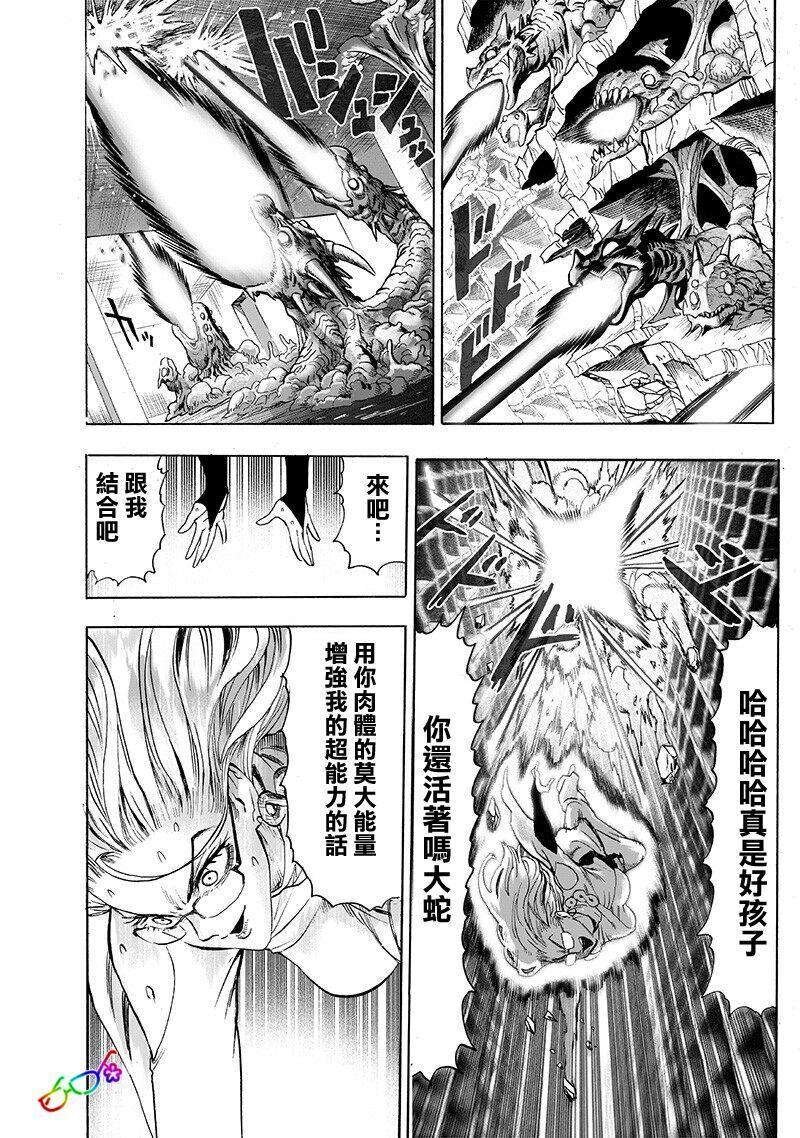 ドドド
バシュシュッ
ドッ
ドドド
哈哈哈哈真是好孩子
你還活著嗎大蛇
來吧…
跟我
結合吧
用你肉體的莫大能量
增強我的超能力的話